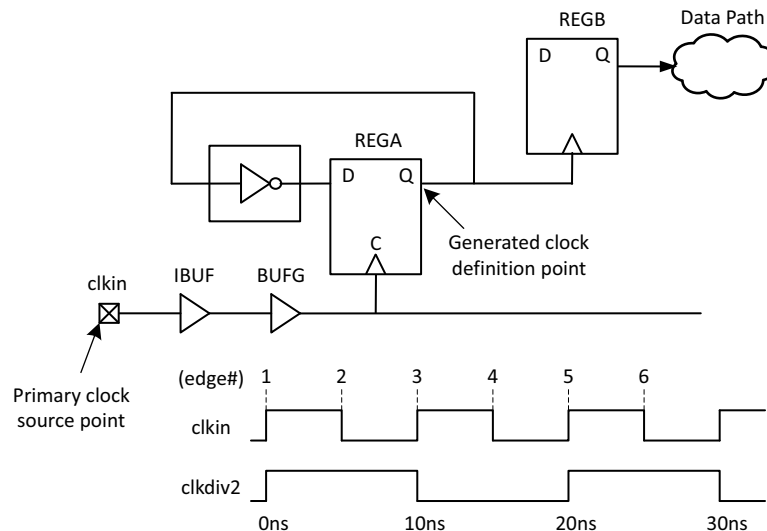 Data Path
D Q
REGB
REGA
D Q
C
Generated clock
definition point
IBUF BUFG
clkin
Primary clock
source point
(edge#) 1 2 3 4 5 6
clkin
clkdiv2
0ns 10ns 20ns 30ns